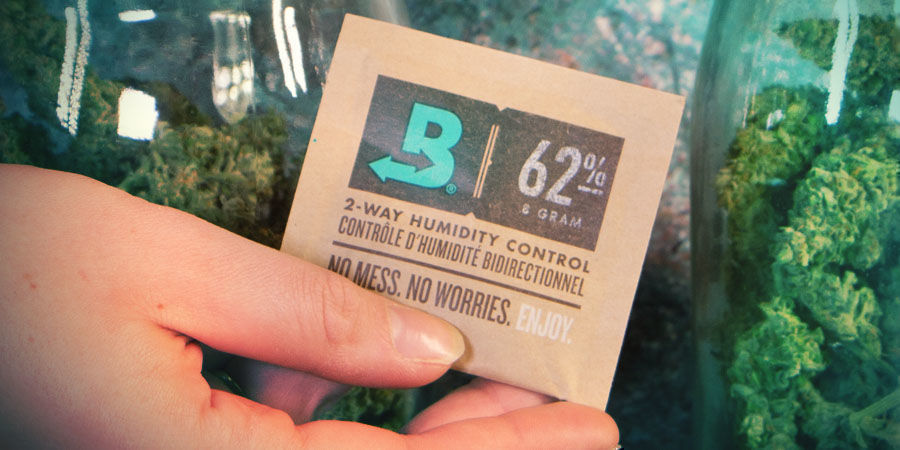 B®
62%
8 GRAM
2-WAY HUMIDITY CONTROL
CONTRÔLE D'HUMIDITÉ BIDIRECTIONNEL
NO MESS. NO WORRIES. ENJOY.